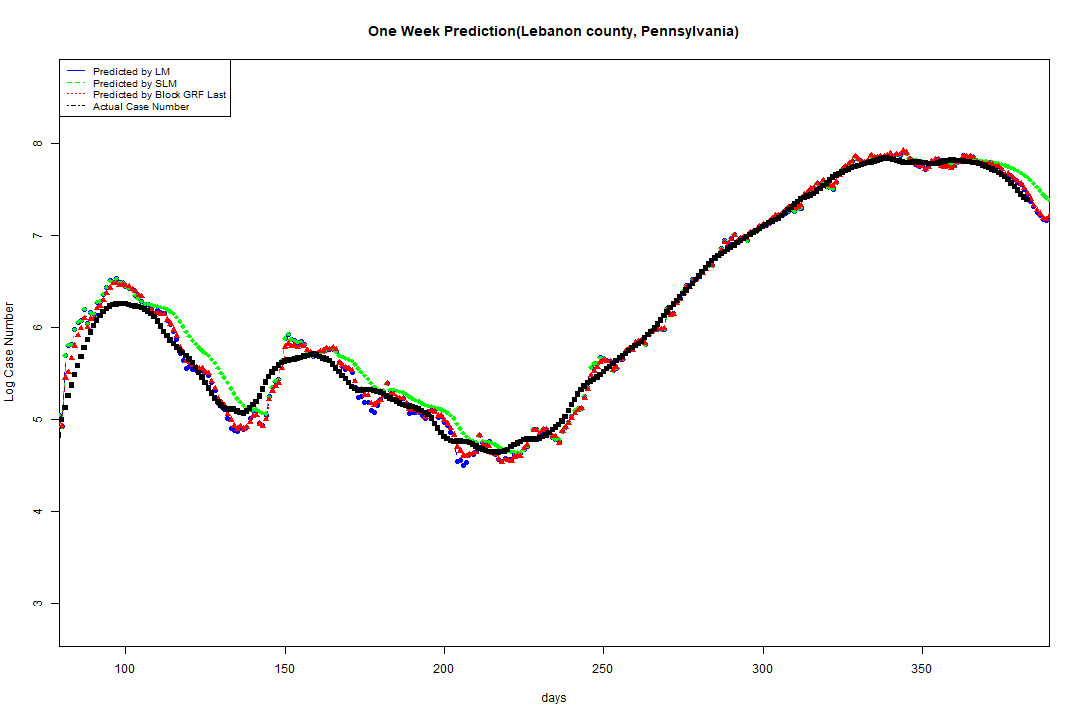 One Week Prediction(Lebanon county, Pennsylvania)
Predicted by LM
Predicted by SLM
Predicted by Block GRF Last
Actual Case Number
Log Case Number
8
7
6
5
4
3
100 150 200 250 300 350
days